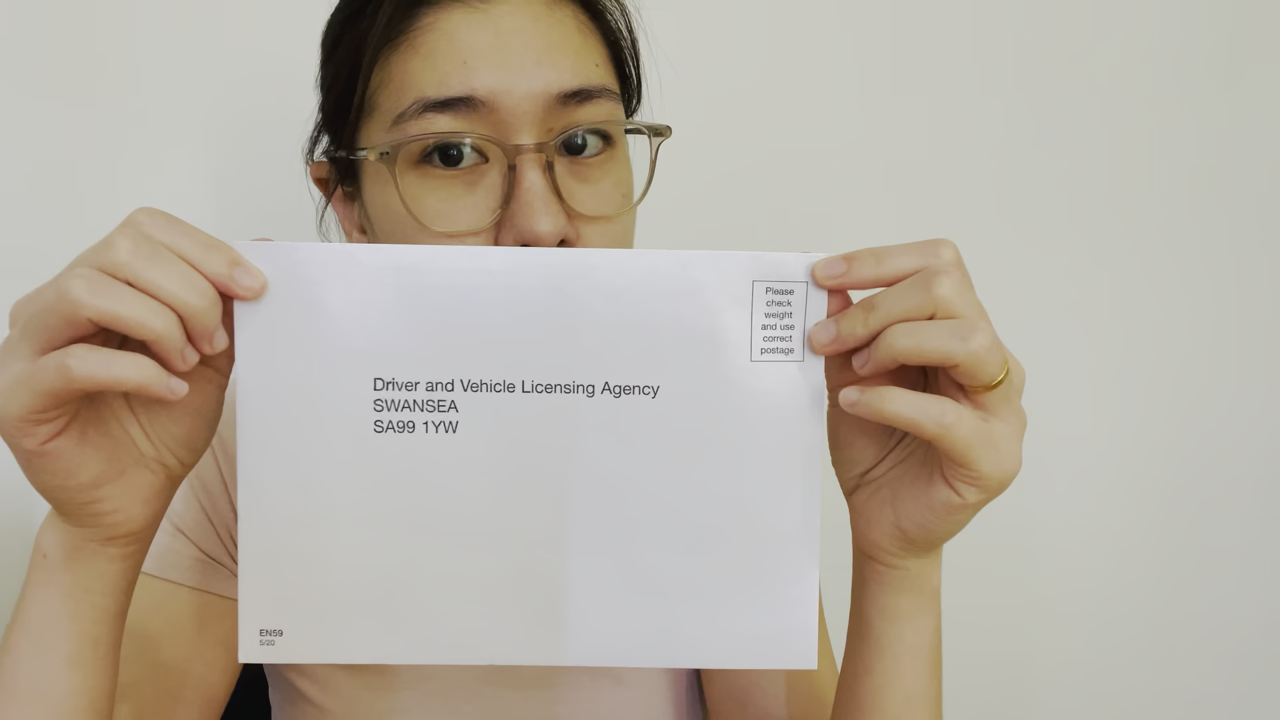 Please
check
weight
and use
correct
postage
Driver and Vehicle Licensing Agency
SWANSEA
SA99 1YW
EN59
5/20